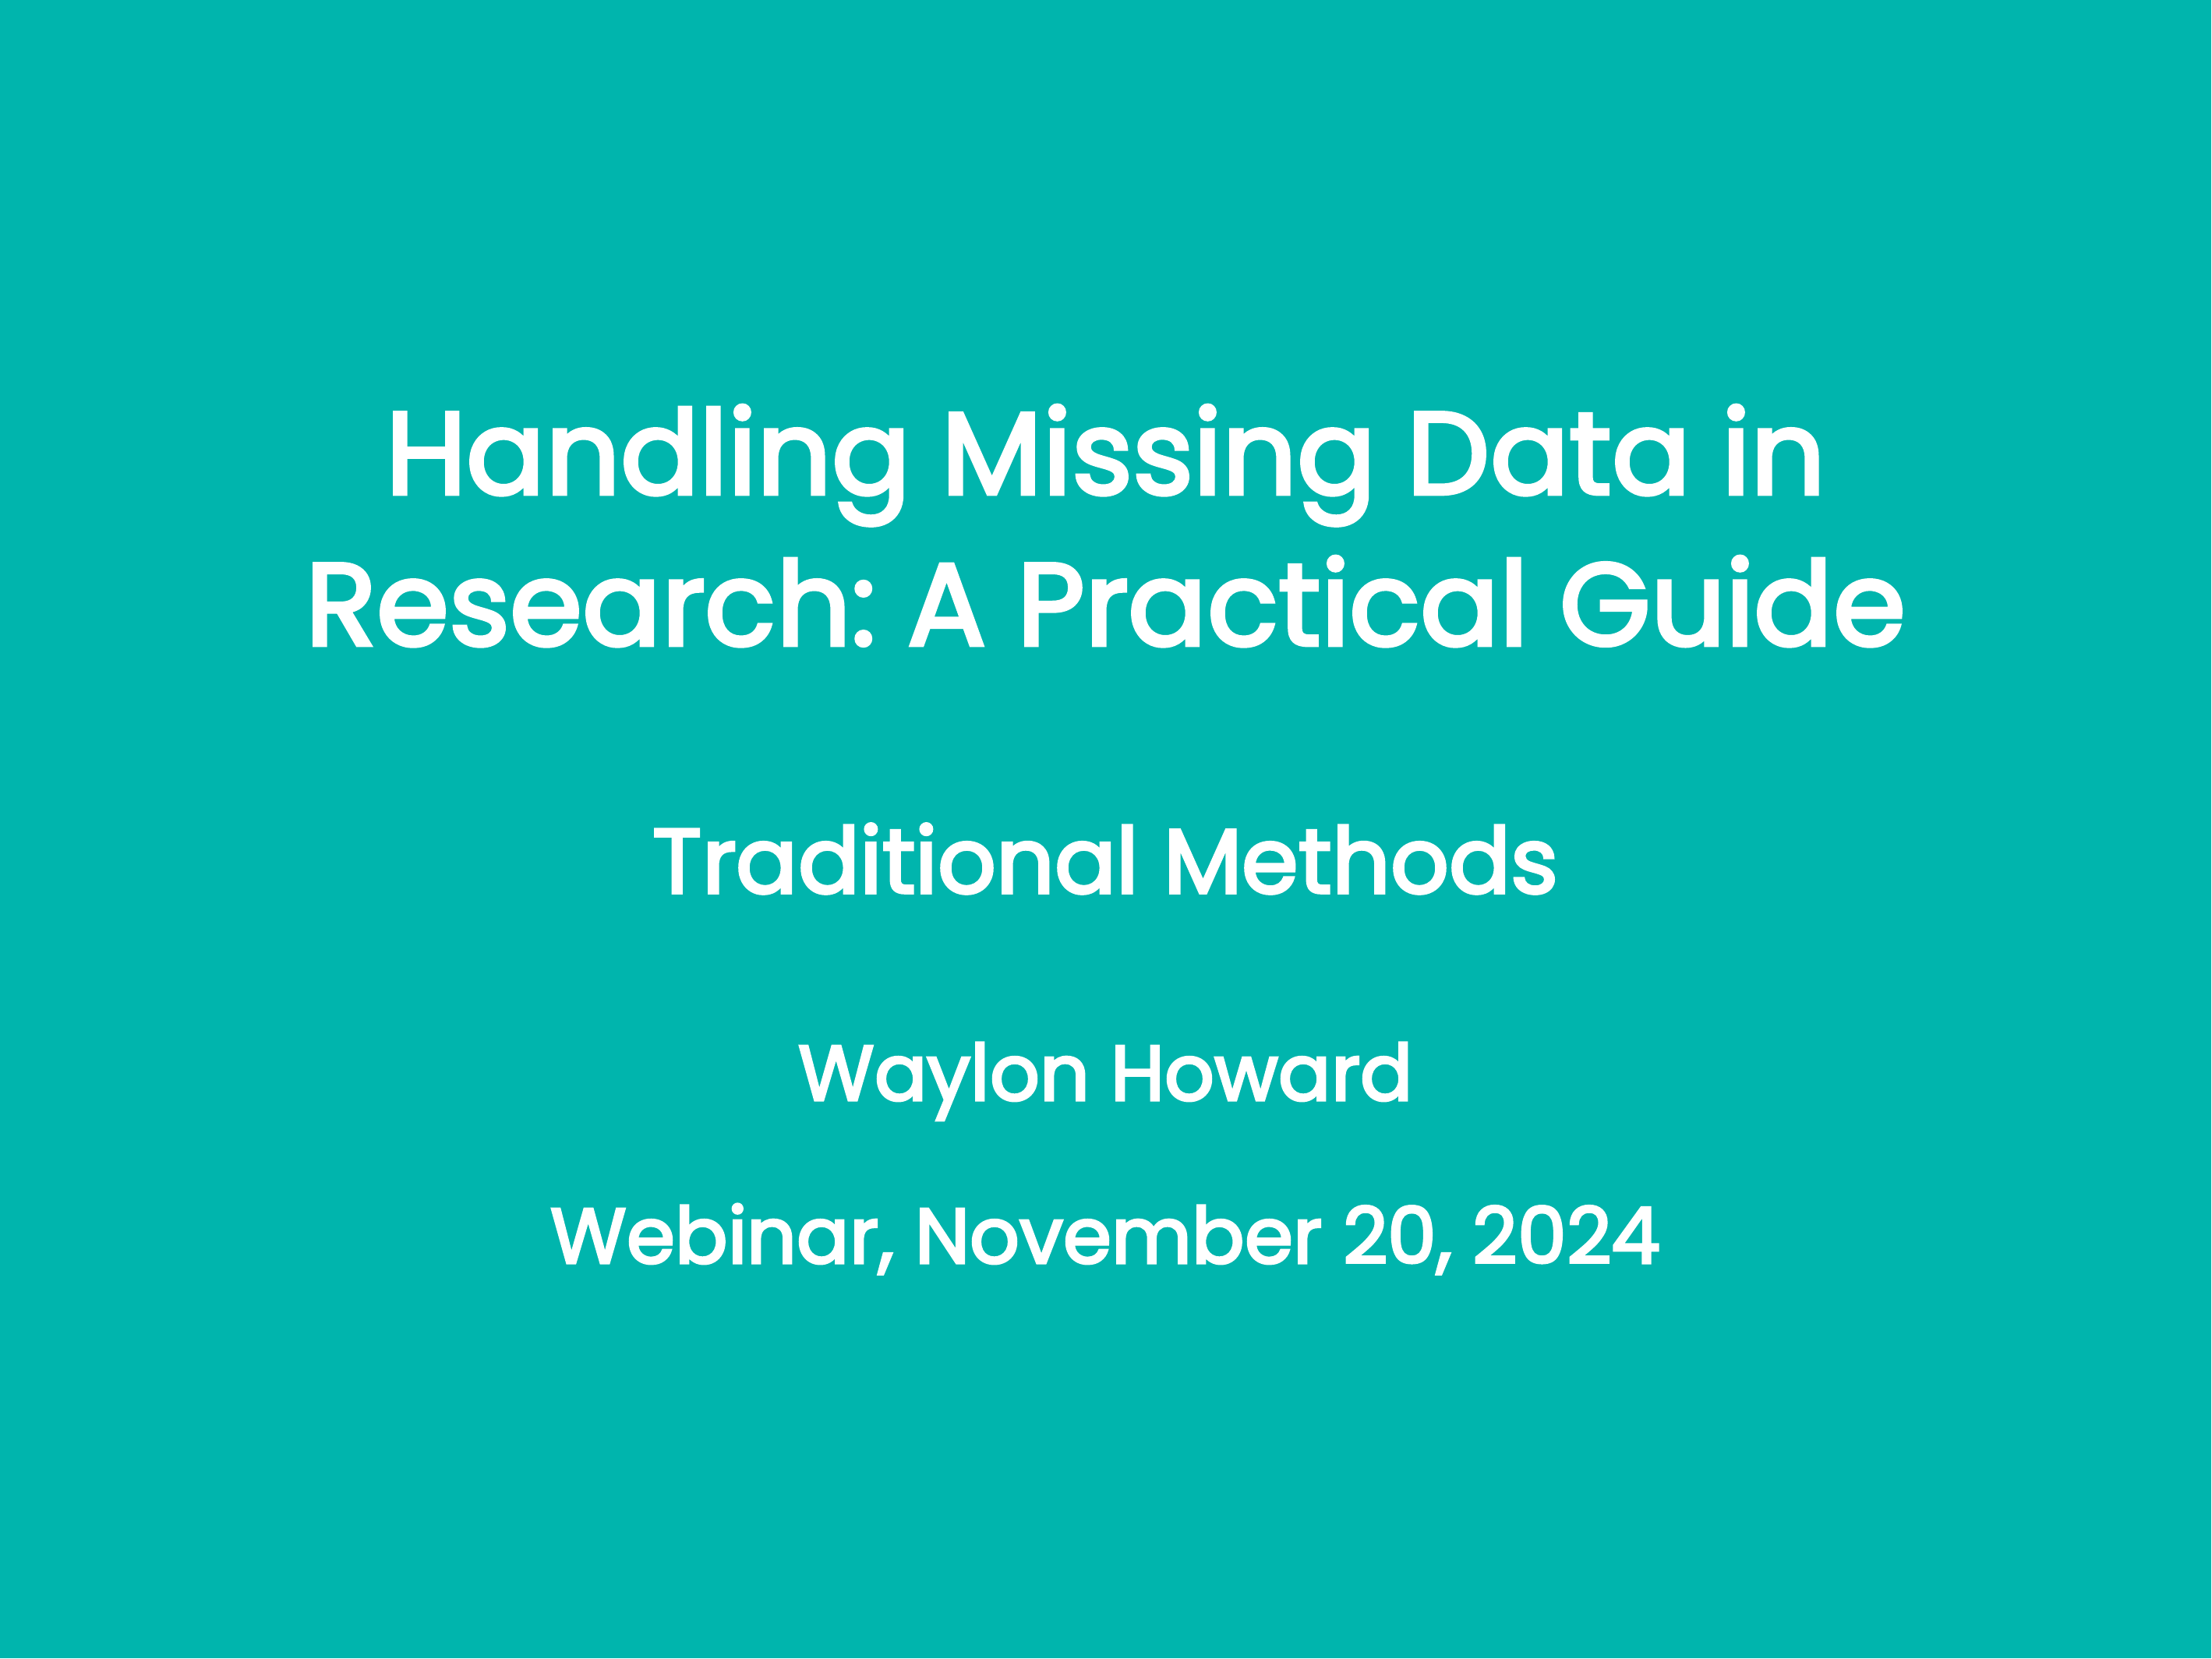 Handling Missing Data in
Research: A Practical Guide
Traditional Methods
Waylon Howard
Webinar, November 20, 2024